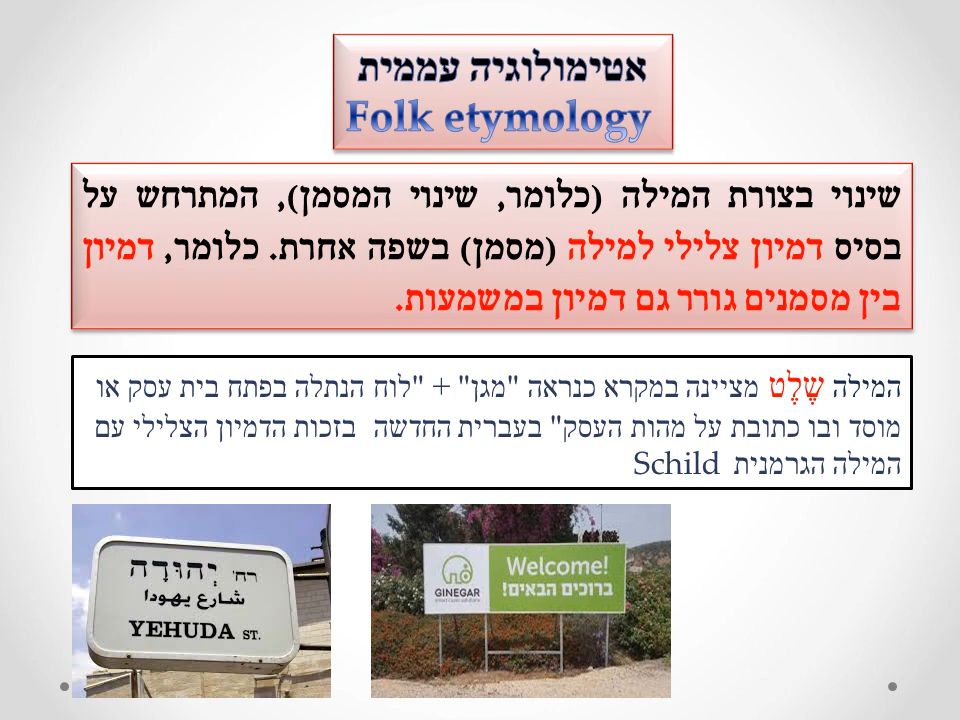 אטימולוגיה עממית
Folk etymology
שינוי בצורת המילה (כלומר, שינוי המסמן), המתרחש על
בסיס דמיון צלילי למילה (מסמן) בשפה אחרת. כלומר, דמיון
בין מסמנים גורר גם דמיון במשמעות.
המילה שֶׁלֶט מציינה במקרא כנראה "מגן" + "לוח הנתלה בפתח בית עסק או
מוסד ובו כתובת על מהות העסק" בעברית החדשה בזכות הדמיון הצלילי עם
המילה הגרמנית Schild
רח' יְהוּדָה
شارع يهودا
YEHUDA ST.
Welcome!
ברוכים הבאים!
GINEGAR